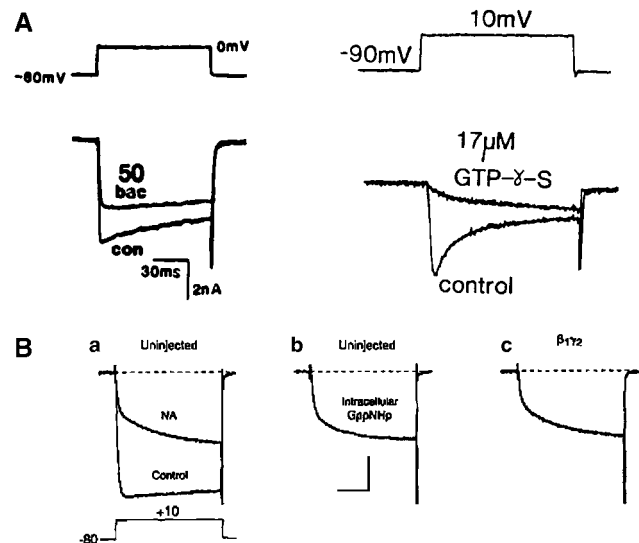 A
0mV
-60mV
10mV
-90mV
50
bac
con
30ms
2nA
17µM
GTP-γ-S
control
B
a
Uninjected
NA
Control
+10
-80
b
Uninjected
Intracellular
GppNHp
c
β1γ2